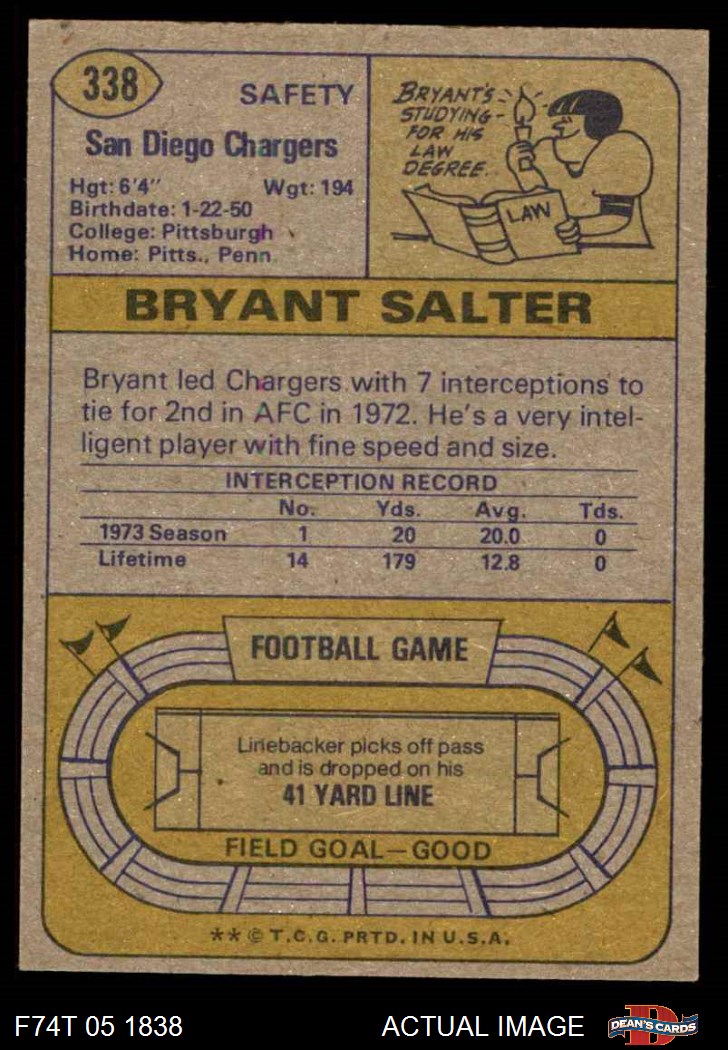 338
SAFETY
San Diego Chargers
Hgt: 6'4" Wgt: 194
Birthdate: 1-22-50
College: Pittsburgh
Home: Pitts., Penn.
BRYANT'S
STUDYING
FOR HIS
LAW
DEGREE.
LAW
BRYANT SALTER
Bryant led Chargers with 7 interceptions to
tie for 2nd in AFC in 1972. He's a very intel-
ligent player with fine speed and size.
INTERCEPTION RECORD
No. Yds. Avg. Tds.
1973 Season 1 20 20.0 0
Lifetime 14 179 12.8 0
FOOTBALL GAME
Linebacker picks off pass
and is dropped on his
41 YARD LINE
FIELD GOAL—GOOD
** © T.C.G. PRTD. IN U.S.A.
F74T 05 1838 ACTUAL IMAGE
D
DEAN'S CARDS